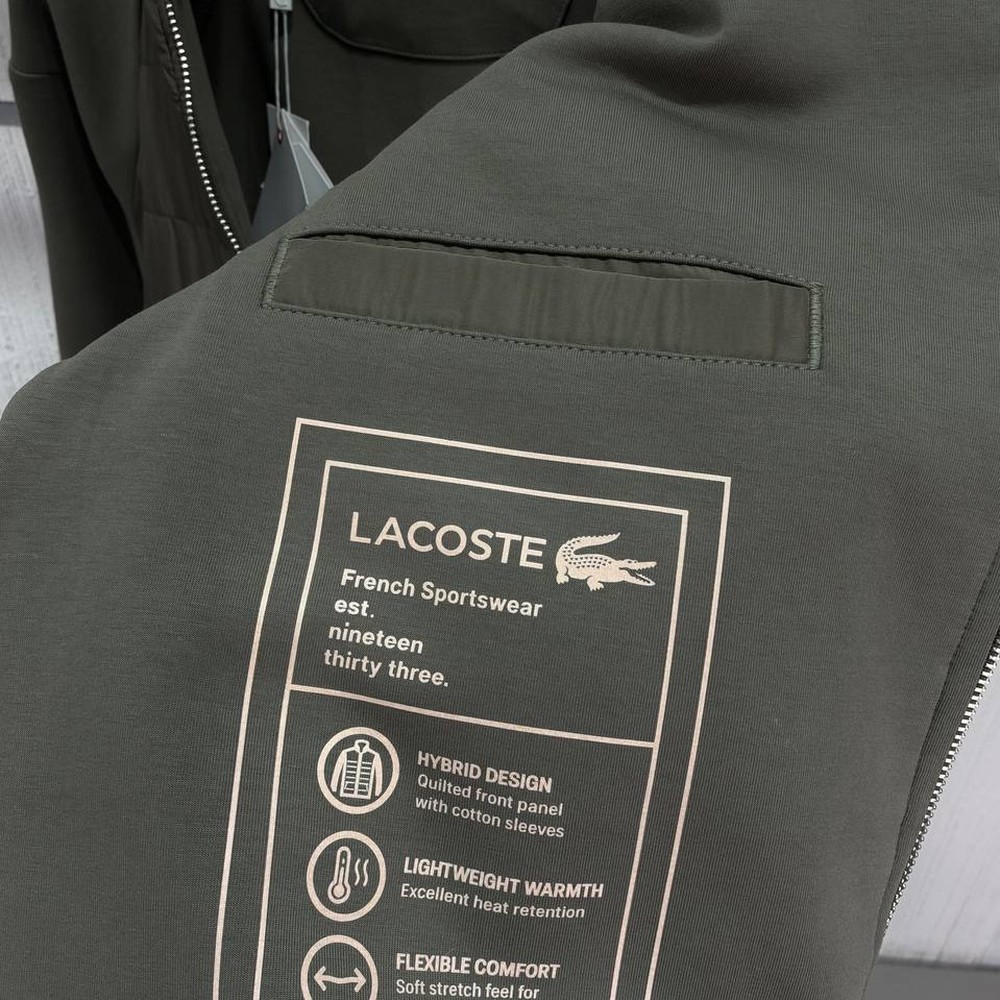 LACOSTE
French Sportswear
est.
nineteen
thirty three.
HYBRID DESIGN
Quilted front panel
with cotton sleeves
LIGHTWEIGHT WARMTH
Excellent heat retention
FLEXIBLE COMFORT
Soft stretch feel for